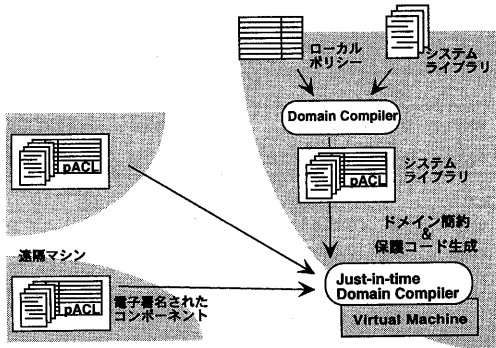 ローカル
ポリシー
システム
ライブラリ
Domain Compiler
pACL
システム
ライブラリ
pACL
ドメイン簡約
&
保護コード生成
遠隔マシン
電子署名された
コンポーネント
pACL
Just-in-time
Domain Compiler
Virtual Machine